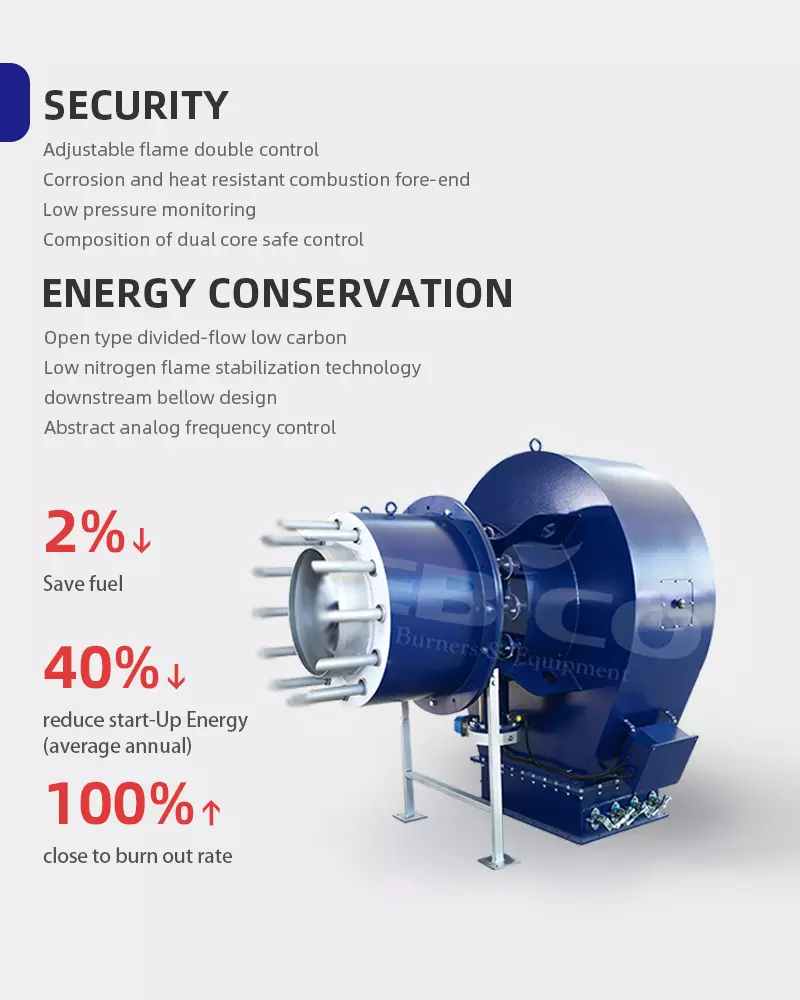 SECURITY
Adjustable flame double control
Corrosion and heat resistant combustion fore-end
Low pressure monitoring
Composition of dual core safe control
ENERGY CONSERVATION
Open type divided-flow low carbon
Low nitrogen flame stabilization technology
downstream bellow design
Abstract analog frequency control
2%↓
Save fuel
40%↓
reduce start-Up Energy
(average annual)
100%↑
close to burn out rate
EBICO
Burners & Equipment